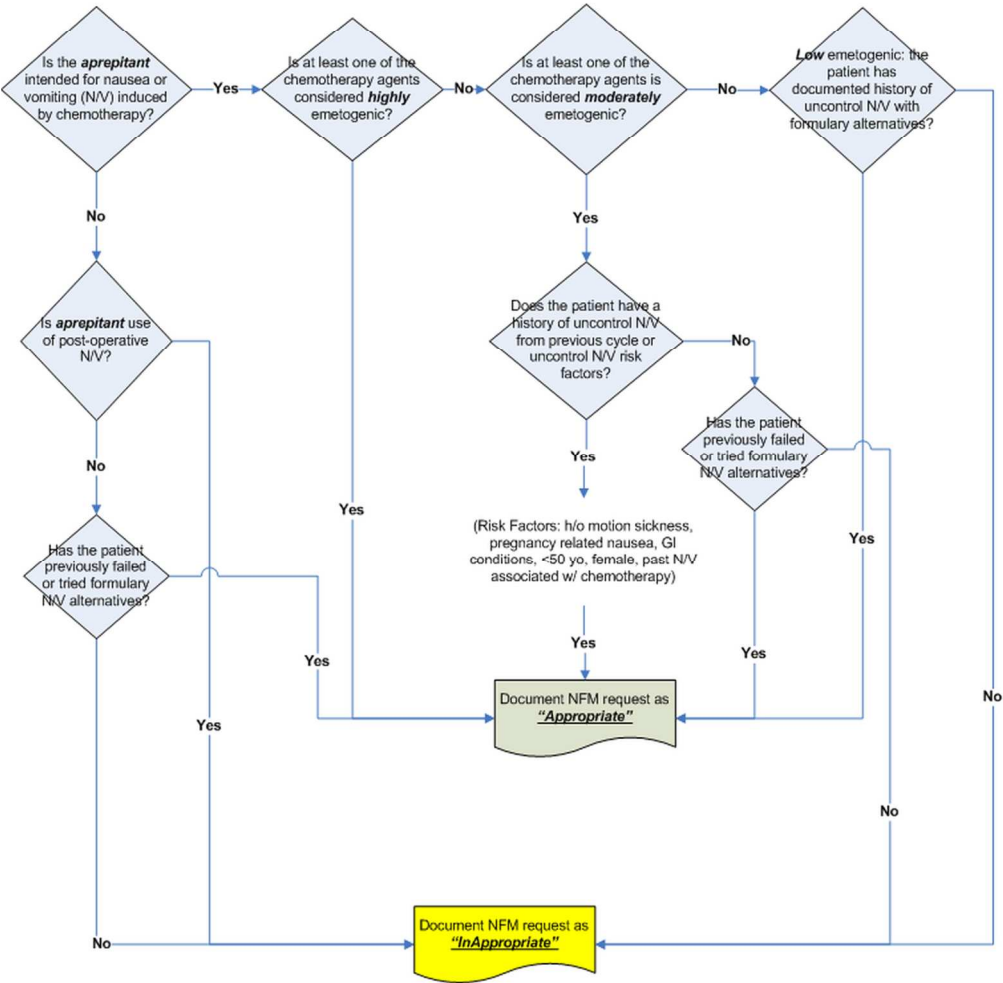 Is the aprepitant
intended for nausea or
vomiting (N/V) induced
by chemotherapy?
Yes
Is at least one of the
chemotherapy agents
considered highly
emetogenic?
No
Is at least one of the
chemotherapy agents is
considered moderately
emetogenic?
No
Low emetogenic: the
patient has
documented history of
uncontrol N/V with
formulary alternatives?
No
Yes
Is aprepitant use
of post-operative
N/V?
Does the patient have a
history of uncontrol N/V
from previous cycle or
uncontrol N/V risk
factors?
No
Has the patient
previously failed
or tried formulary
N/V alternatives?
No
Yes
Yes
Yes
(Risk Factors: h/o motion sickness,
pregnancy related nausea, GI
conditions, <50 yo, female, past N/V
associated w/ chemotherapy)
Has the patient
previously failed
or tried formulary
N/V alternatives?
Yes
Yes
Yes
Yes
No
Document NFM request as
“Appropriate”
Yes
No
Document NFM request as
“InAppropriate”
No